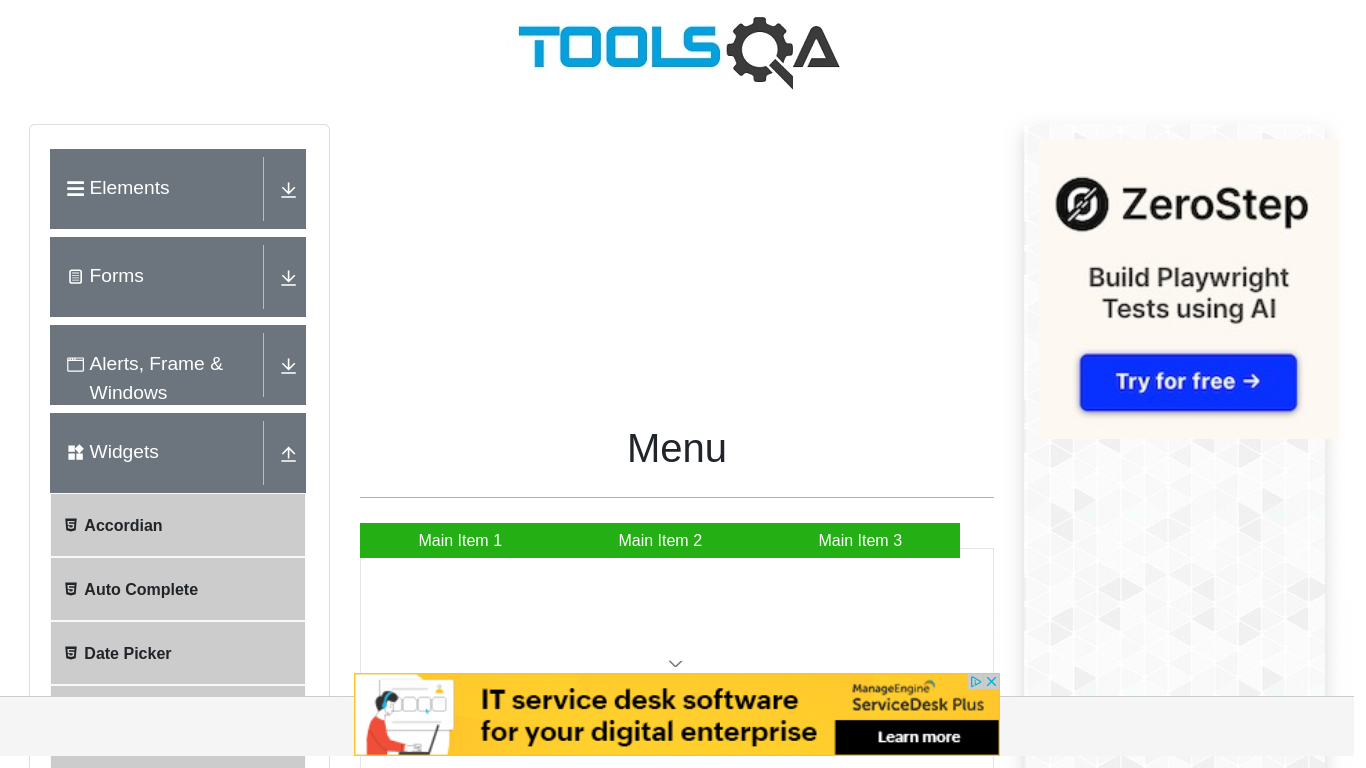 TOOLSQA
Elements
Forms
Alerts, Frame &
Windows
Widgets
Accordian
Auto Complete
Date Picker
Menu
Main Item 1
Main Item 2
Main Item 3
ZeroStep
Build Playwright
Tests using AI
Try for free →
IT service desk software
for your digital enterprise
ManageEngine
ServiceDesk Plus
Learn more